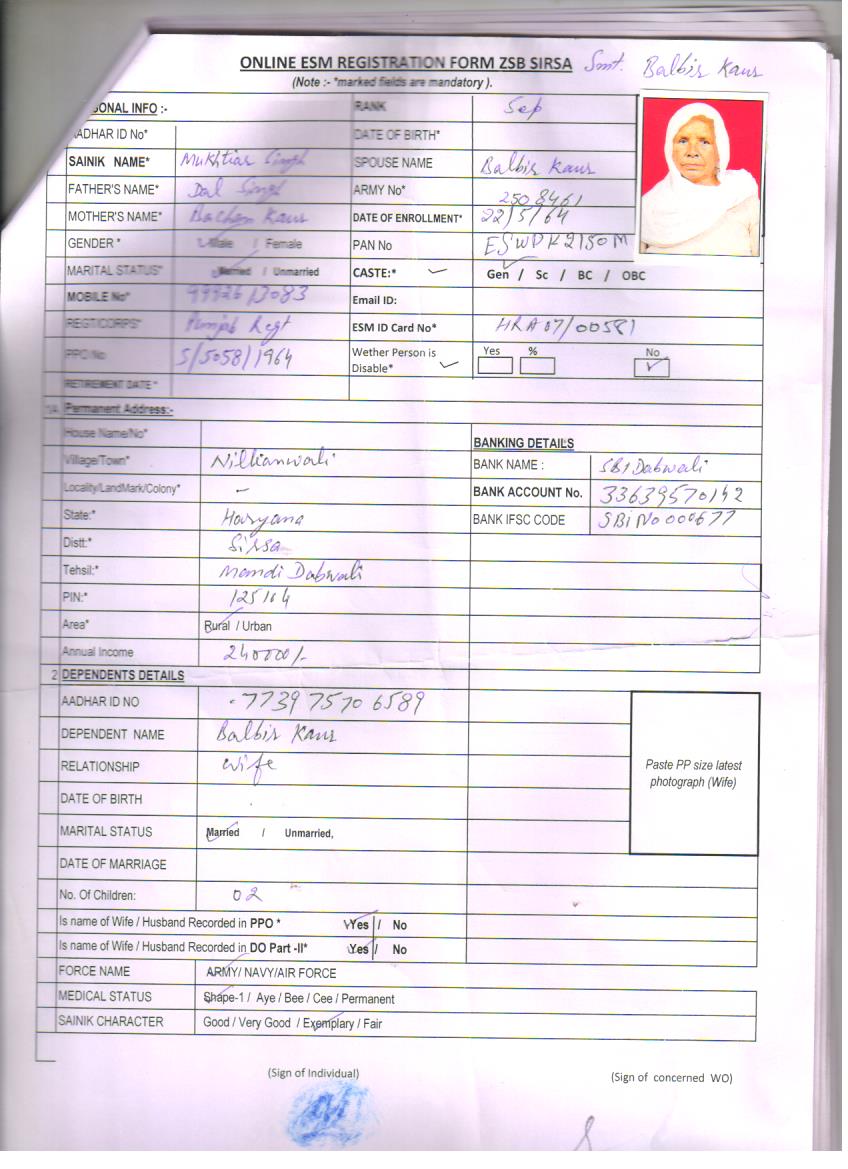 ONLINE ESM REGISTRATION FORM ZSB SIRSA Smt. Balbir Kaur
(Note :- *marked fields are mandatory ).
ONAL INFO :- RANK Sep
AADHAR ID No* DATE OF BIRTH*
SAINIK NAME* Mukhtiar Singh SPOUSE NAME Balbir Kaur
FATHER'S NAME* Dal Singh ARMY No* 2508461
MOTHER'S NAME* Bachan Kaur DATE OF ENROLLMENT* 22/5/64
GENDER * Male / Female PAN No ESWPK2150M
MARITAL STATUS* Married / Unmarried CASTE:* Gen / Sc / BC / OBC
MOBILE No* Email ID:
REGT/CORPS* Punjab Regt ESM ID Card No* HRA07/00581
PPO No S/5058/1964 Wether Person is Disable* Yes % No
RETIREMENT DATE *
1A Permanent Address:-
House Name/No* BANKING DETAILS
Village/Town* Nillianwali BANK NAME : SBI Dabwali
Locality/LandMark/Colony* – BANK ACCOUNT No. 33639570142
State:* Haryana BANK IFSC CODE SBIN0000677
Distt:* Sirsa
Tehsil:* Mandi Dabwali
PIN:* 125104
Area* Rural / Urban
Annual Income 240000/-
2 DEPENDENTS DETAILS
AADHAR ID NO 7739 7570 6589
DEPENDENT NAME Balbir Kaur
RELATIONSHIP wife
Paste PP size latest
photograph (Wife)
DATE OF BIRTH
MARITAL STATUS Married / Unmarried,
DATE OF MARRIAGE
No. Of Children: 02
Is name of Wife / Husband Recorded in PPO * Yes / No
Is name of Wife / Husband Recorded in DO Part -II* Yes / No
FORCE NAME ARMY/ NAVY/AIR FORCE
MEDICAL STATUS Shape-1 / Aye / Bee / Cee / Permanent
SAINIK CHARACTER Good / Very Good / Exemplary / Fair
(Sign of Individual) (Sign of concerned WO)